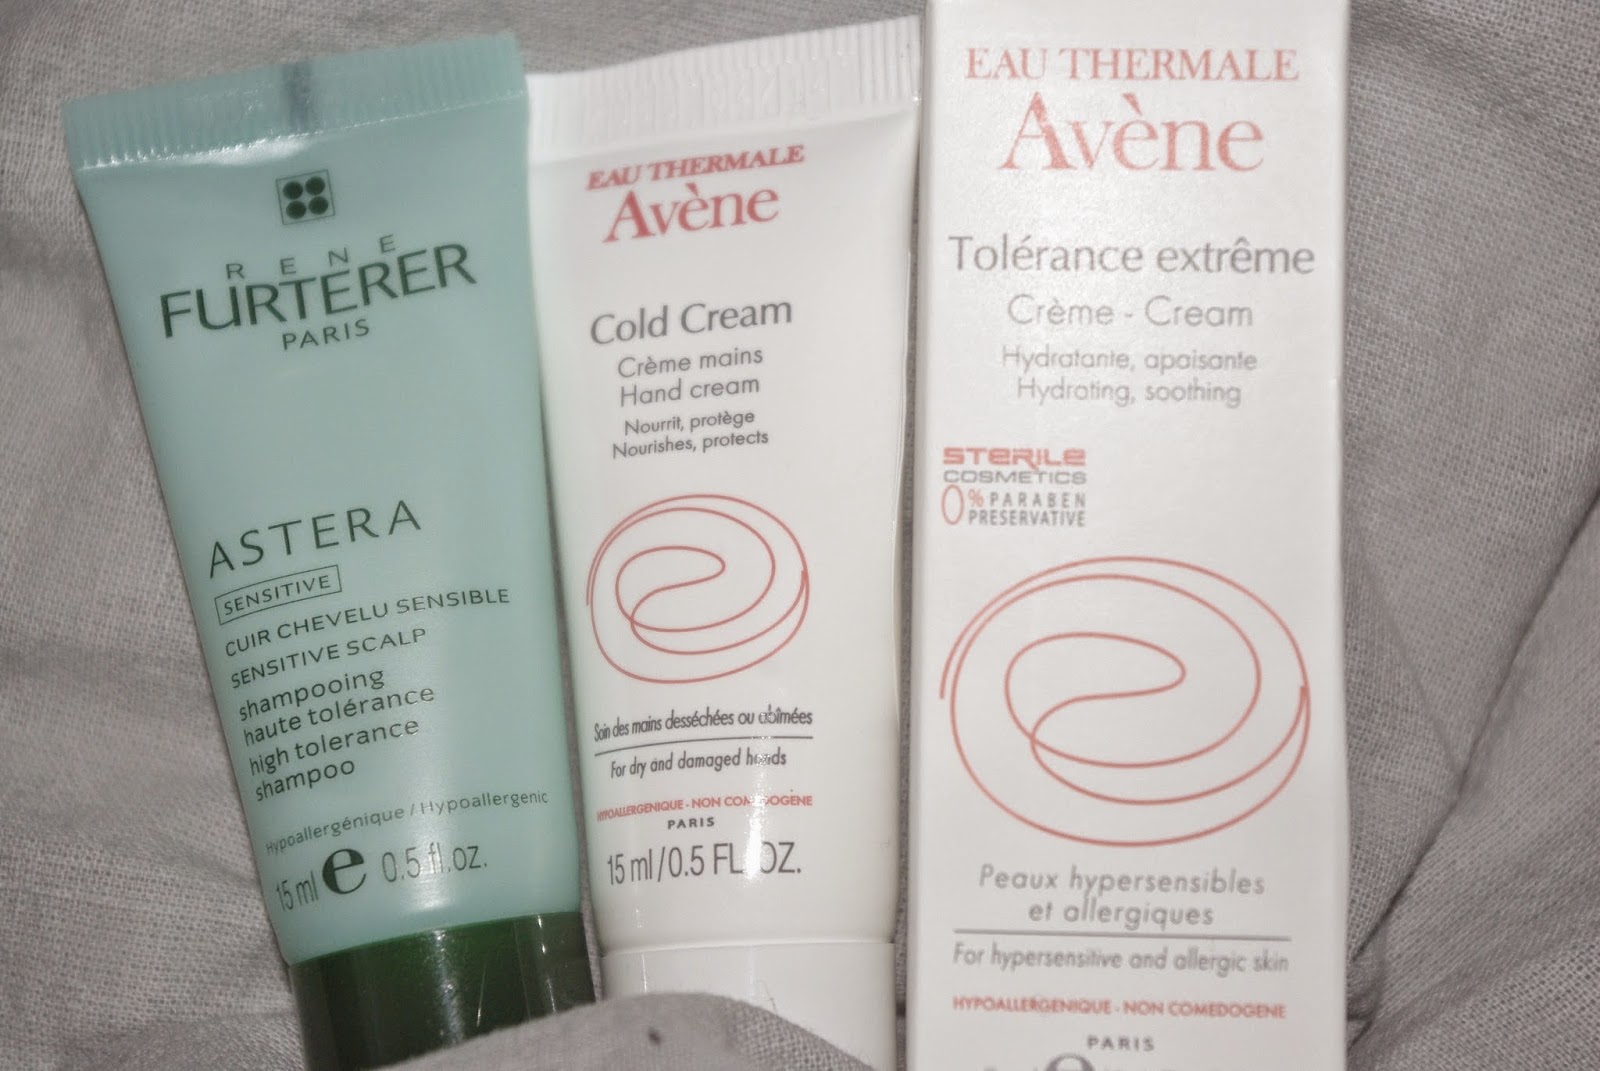 RENE
FURTERER
PARIS
ASTERA
SENSITIVE
CUIR CHEVELU SENSIBLE
SENSITIVE SCALP
shampooing
haute tolérance
high tolerance
shampoo
Hypoallergénique / Hypoallergenic
15 ml e 0.5 fl.oz.
EAU THERMALE
Avène
Cold Cream
Crème mains
Hand cream
Nourrit, protège
Nourishes, protects
Soin des mains desséchées ou abîmées
For dry and damaged hands
HYPOALLERGENIQUE - NON COMEDOGENE
PARIS
15 ml/0.5 FL.OZ.
EAU THERMALE
Avène
Tolérance extrême
Crème - Cream
Hydratante, apaisante
Hydrating, soothing
STERILE
COSMETICS
0% PARABEN
PRESERVATIVE
Peaux hypersensibles
et allergiques
For hypersensitive and allergic skin
HYPOALLERGENIQUE - NON COMEDOGENE
PARIS